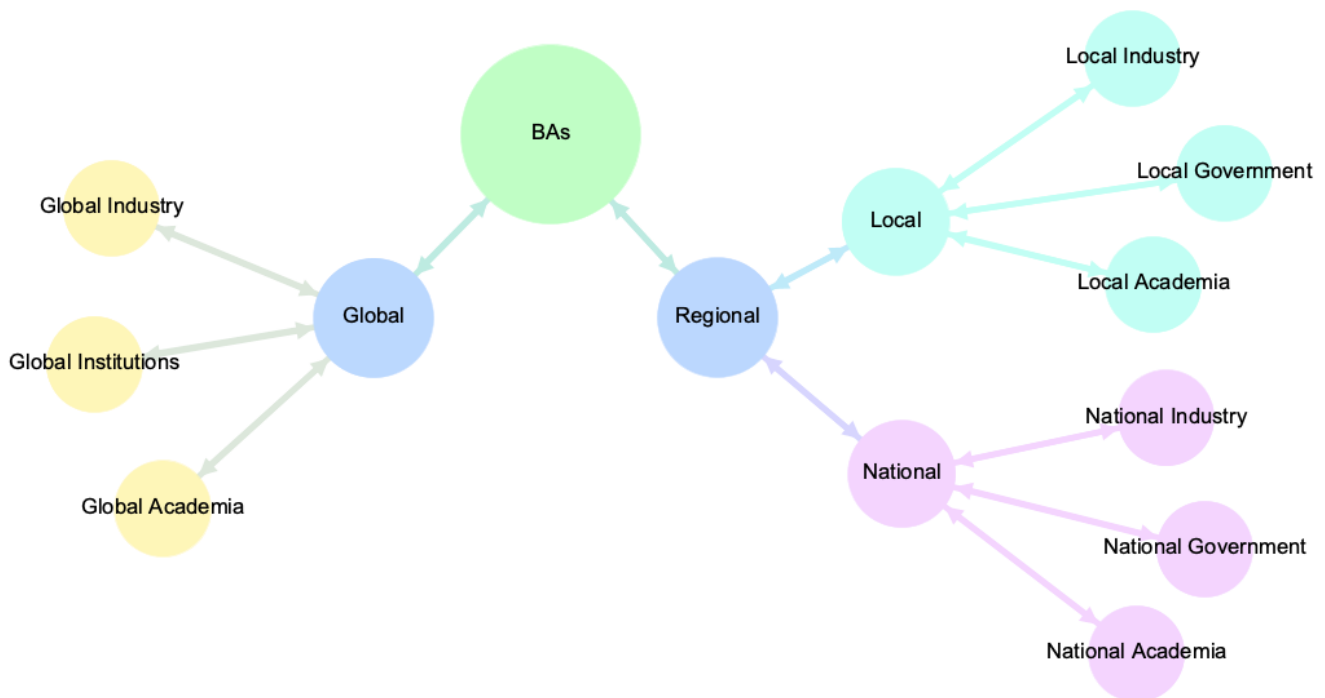 BAs
Global
Global Industry
Global Institutions
Global Academia
Regional
Local
Local Industry
Local Government
Local Academia
National
National Industry
National Government
National Academia